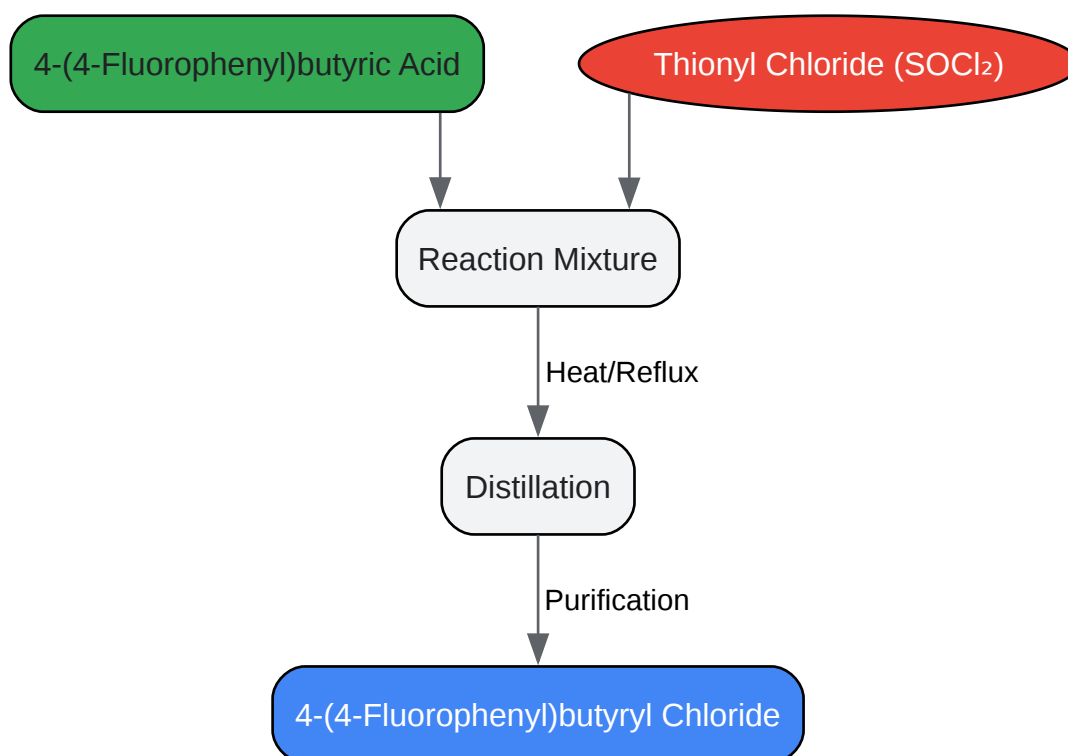 4-(4-Fluorophenyl)butyric Acid
Thionyl Chloride (SOCl₂)
Reaction Mixture
Heat/Reflux
Distillation
Purification
4-(4-Fluorophenyl)butyryl Chloride